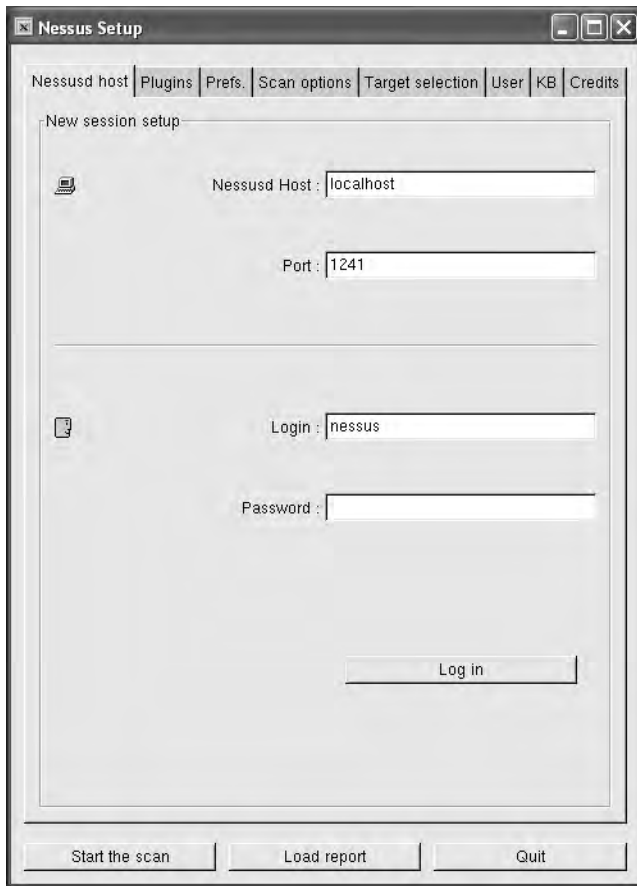 Nessus Setup
Nessusd host Plugins Prefs. Scan options Target selection User KB Credits
New session setup
Nessusd Host : localhost
Port : 1241
Login : nessus
Password :
Log in
Start the scan Load report Quit